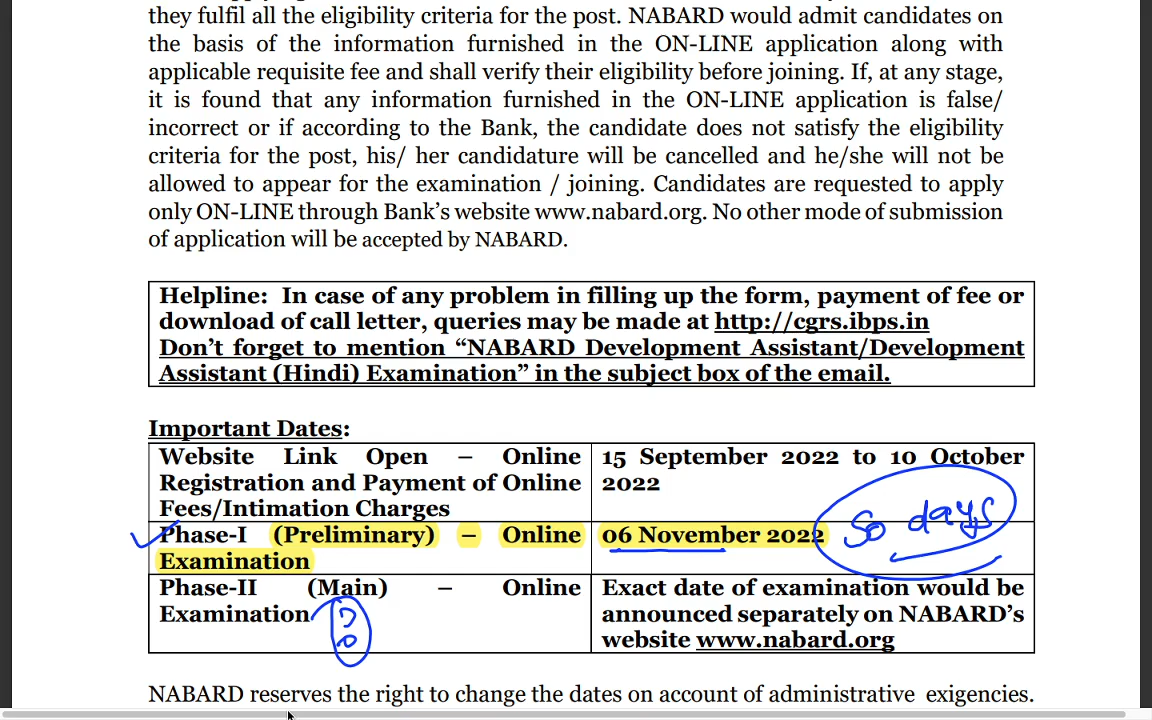 they fulfil all the eligibility criteria for the post. NABARD would admit candidates on
the basis of the information furnished in the ON-LINE application along with
applicable requisite fee and shall verify their eligibility before joining. If, at any stage,
it is found that any information furnished in the ON-LINE application is false/
incorrect or if according to the Bank, the candidate does not satisfy the eligibility
criteria for the post, his/ her candidature will be cancelled and he/she will not be
allowed to appear for the examination / joining. Candidates are requested to apply
only ON-LINE through Bank’s website www.nabard.org. No other mode of submission
of application will be accepted by NABARD.
Helpline: In case of any problem in filling up the form, payment of fee or
download of call letter, queries may be made at http://cgrs.ibps.in
Don’t forget to mention “NABARD Development Assistant/Development
Assistant (Hindi) Examination” in the subject box of the email.
Important Dates:
Website Link Open – Online
Registration and Payment of Online
Fees/Intimation Charges
15 September 2022 to 10 October
2022
Phase-I (Preliminary) – Online
Examination
06 November 2022
days
Phase-II (Main) – Online
Examination
Exact date of examination would be
announced separately on NABARD’s
website www.nabard.org
NABARD reserves the right to change the dates on account of administrative exigencies.